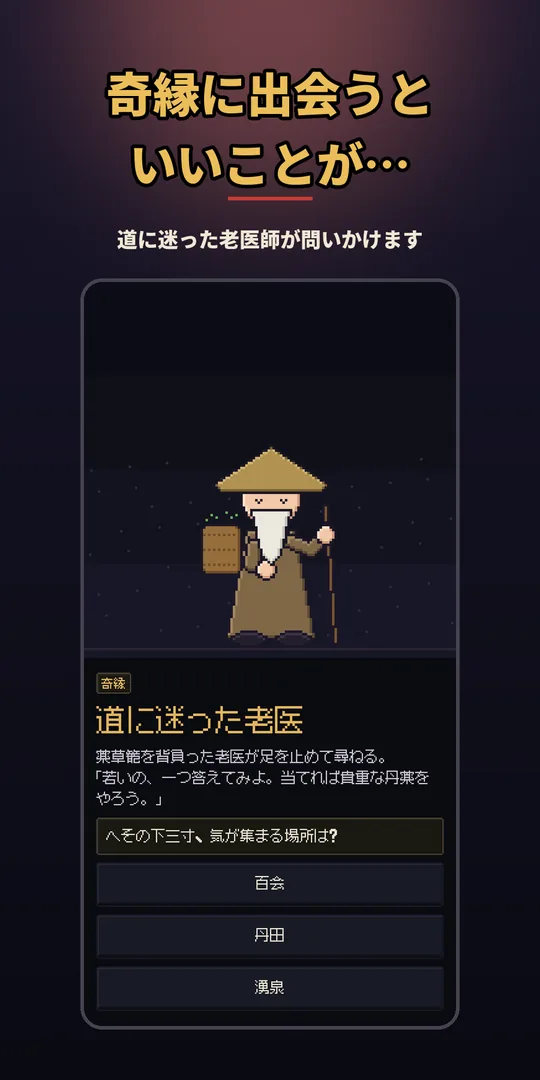 奇縁に出会うと
いいことが…
道に迷った老医師が問いかけます
奇縁
道に迷った老医
薬草籠を背負った老医が足を止めて尋ねる。
「若いの、一つ答えてみよ。当てれば貴重な丹薬を
やろう。」
へその下三寸、気が集まる場所は?
百会
丹田
湧泉